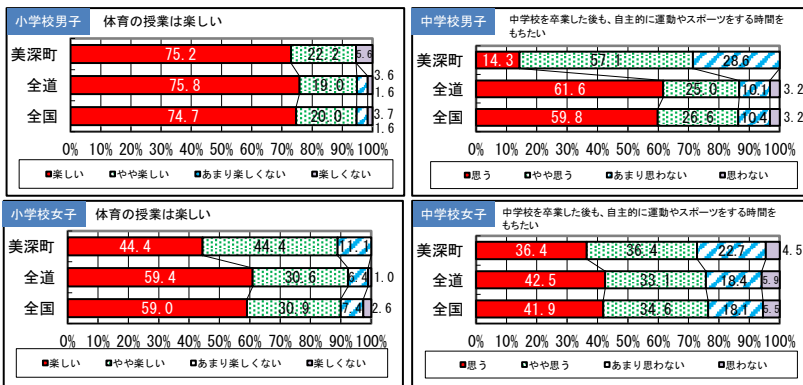 小学校男子 体育の授業は楽しい
美深町 75.2 22.2 5.6
全道 75.8 19.0 3.6 1.6
全国 74.7 20.0 3.7 1.6
0% 10% 20% 30% 40% 50% 60% 70% 80% 90% 100%
■楽しい □やや楽しい □あまり楽しくない □楽しくない
中学校男子 中学校を卒業した後も、自主的に運動やスポーツをする時間を
もちたい
美深町 14.3 57.1 28.6
全道 61.6 25.0 10.1 3.2
全国 59.8 26.6 10.4 3.2
0% 10% 20% 30% 40% 50% 60% 70% 80% 90% 100%
■思う □やや思う □あまり思わない □思わない
小学校女子 体育の授業は楽しい
美深町 44.4 44.4 11.1
全道 59.4 30.6 6.4 1.0
全国 59.0 30.9 7.4 2.6
0% 10% 20% 30% 40% 50% 60% 70% 80% 90% 100%
■楽しい □やや楽しい □あまり楽しくない □楽しくない
中学校女子 中学校を卒業した後も、自主的に運動やスポーツをする時間を
もちたい
美深町 36.4 36.4 22.7 4.5
全道 42.5 33.1 18.4 5.9
全国 41.9 34.6 18.1 5.5
0% 10% 20% 30% 40% 50% 60% 70% 80% 90% 100%
■思う □やや思う □あまり思わない □思わない